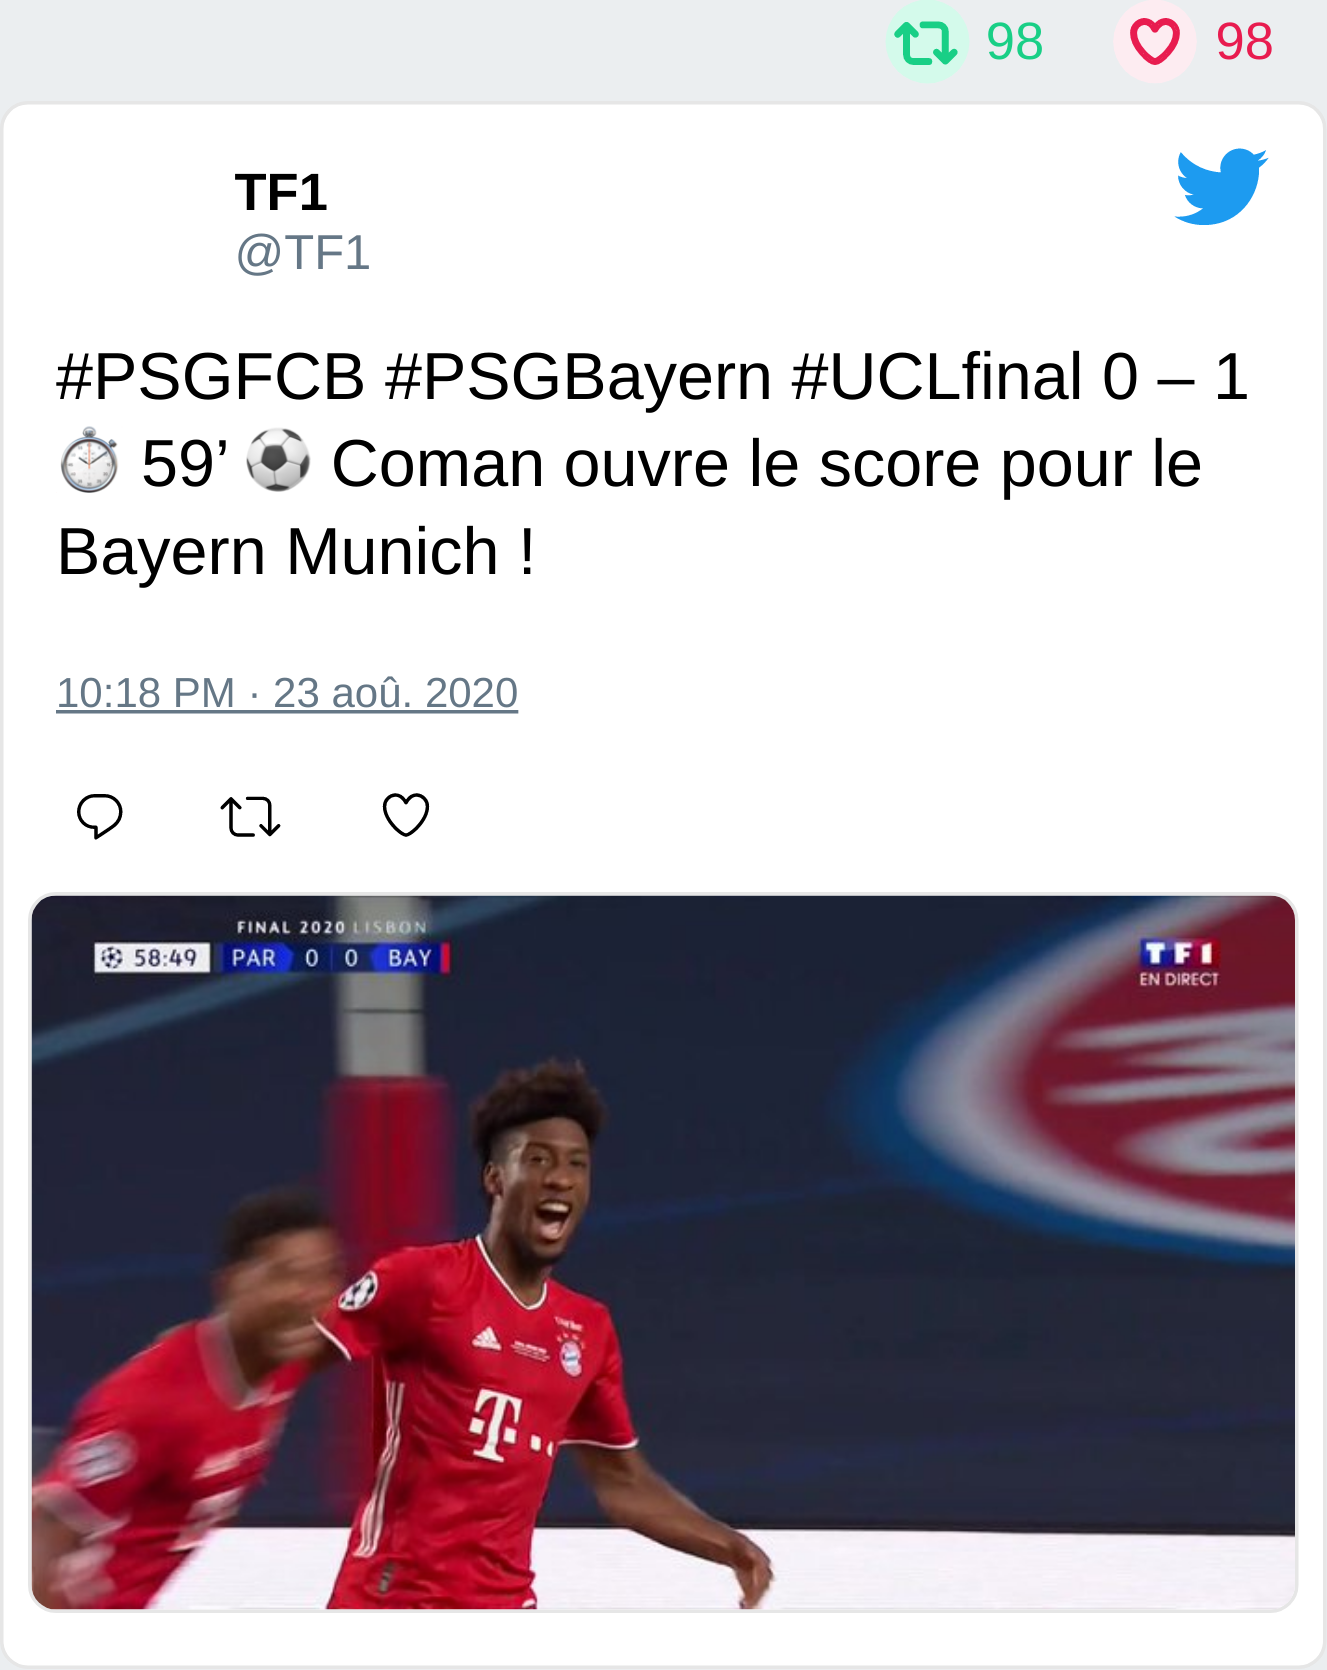 98 98
TF1
@TF1
#PSGFCB #PSGBayern #UCLfinal 0 – 1
⏱ 59’ ⚽ Coman ouvre le score pour le
Bayern Munich !
10:18 PM · 23 aoû. 2020
FINAL 2020 LISBON
58:49 PAR 0 0 BAY
TF1
EN DIRECT
T